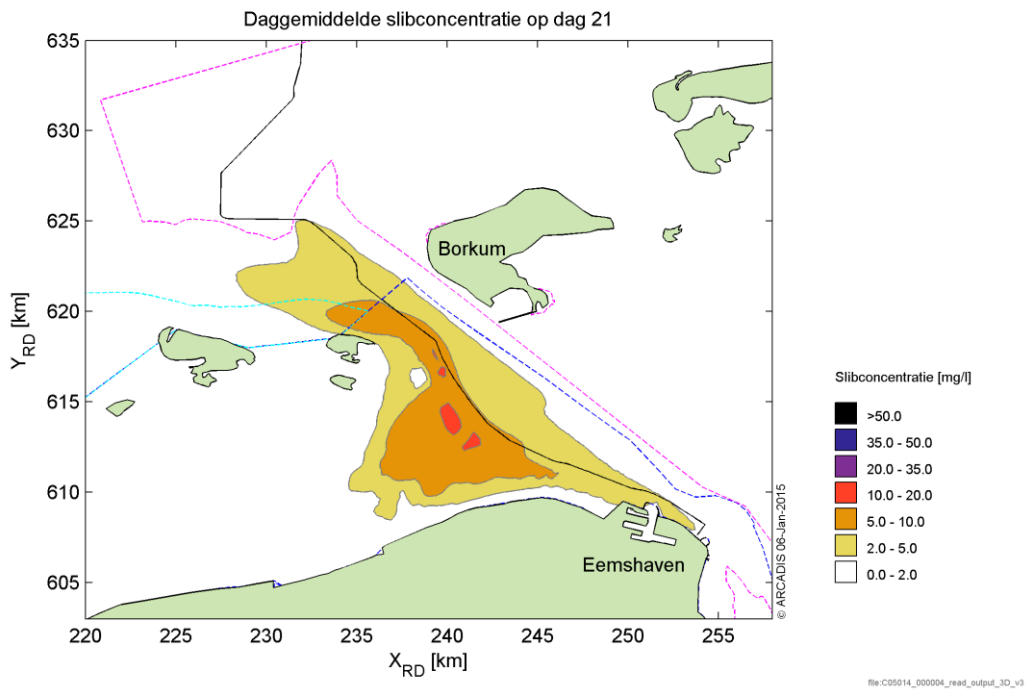 Daggemiddelde slibconcentratie op dag 21
635
630
625
620
615
610
605
220
225
230
235
240
245
250
255
Y_RD [km]
X_RD [km]
Borkum
Eemshaven
© ARCADIS 06-Jan-2015
Slibconcentratie [mg/l]
>50.0
35.0 - 50.0
20.0 - 35.0
10.0 - 20.0
5.0 - 10.0
2.0 - 5.0
0.0 - 2.0
file:C05014_000004_read_output_3D_v3